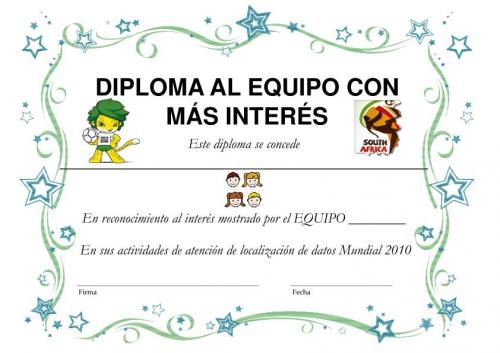 DIPLOMA AL EQUIPO CON
MÁS INTERÉS
Este diploma se concede
SOUTH
AFRICA
En reconocimiento al interés mostrado por el EQUIPO ________
En sus actividades de atención de localización de datos Mundial 2010
Firma
Fecha